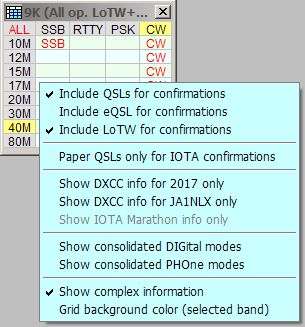 9K (All op. LoTW+...
ALL SSB RTTY PSK CW
10M SSB CW
12M CW
15M CW
17M
20M
30M
40M
80M
Include QSLs for confirmations
Include eQSL for confirmations
Include LoTW for confirmations
Paper QSLs only for IOTA confirmations
Show DXCC info for 2017 only
Show DXCC info for JA1NLX only
Show IOTA Marathon info only
Show consolidated DIGital modes
Show consolidated PHOne modes
Show complex information
Grid background color (selected band)